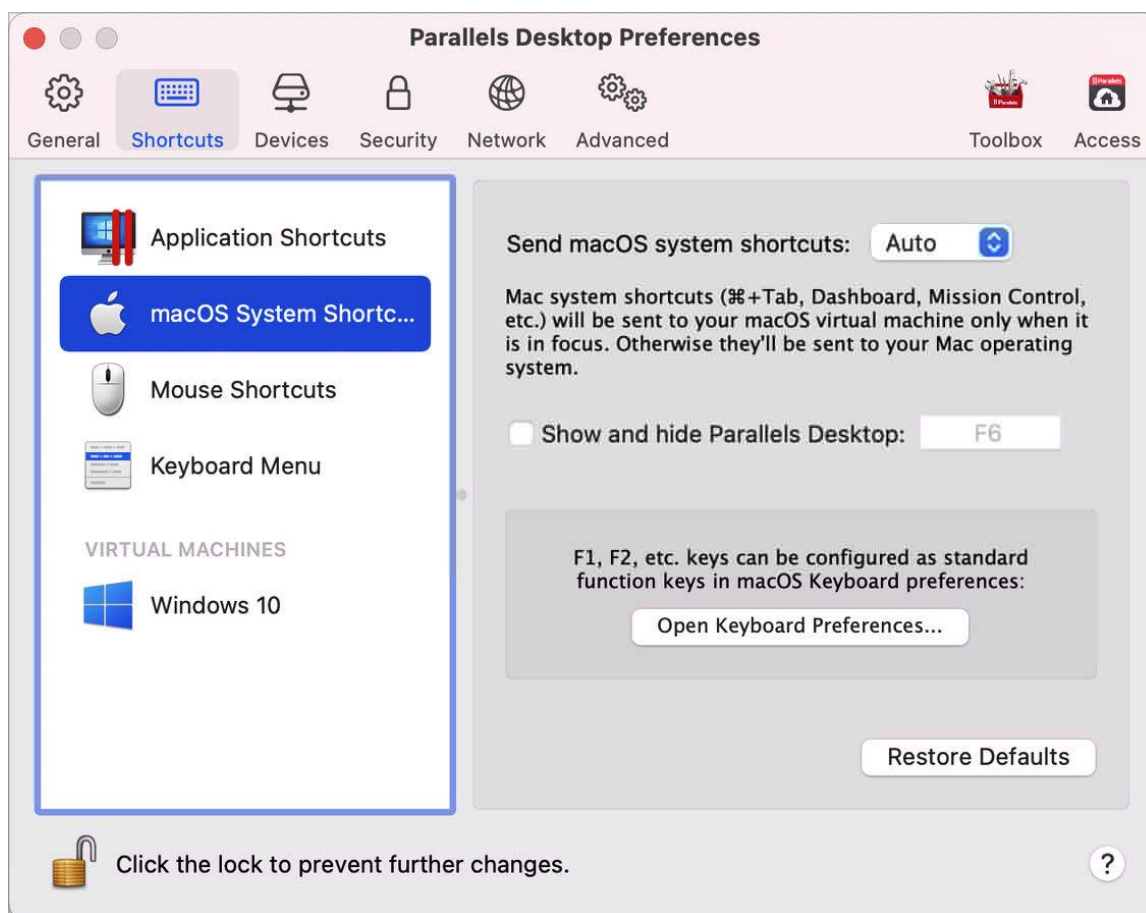 Parallels Desktop Preferences
General
Shortcuts
Devices
Security
Network
Advanced
Toolbox
Access
Application Shortcuts
macOS System Shortc...
Mouse Shortcuts
Keyboard Menu
VIRTUAL MACHINES
Windows 10
Send macOS system shortcuts: Auto
Mac system shortcuts (⌘+Tab, Dashboard, Mission Control,
etc.) will be sent to your macOS virtual machine only when it
is in focus. Otherwise they'll be sent to your Mac operating
system.
Show and hide Parallels Desktop: F6
F1, F2, etc. keys can be configured as standard
function keys in macOS Keyboard preferences:
Open Keyboard Preferences...
Restore Defaults
Click the lock to prevent further changes.
?